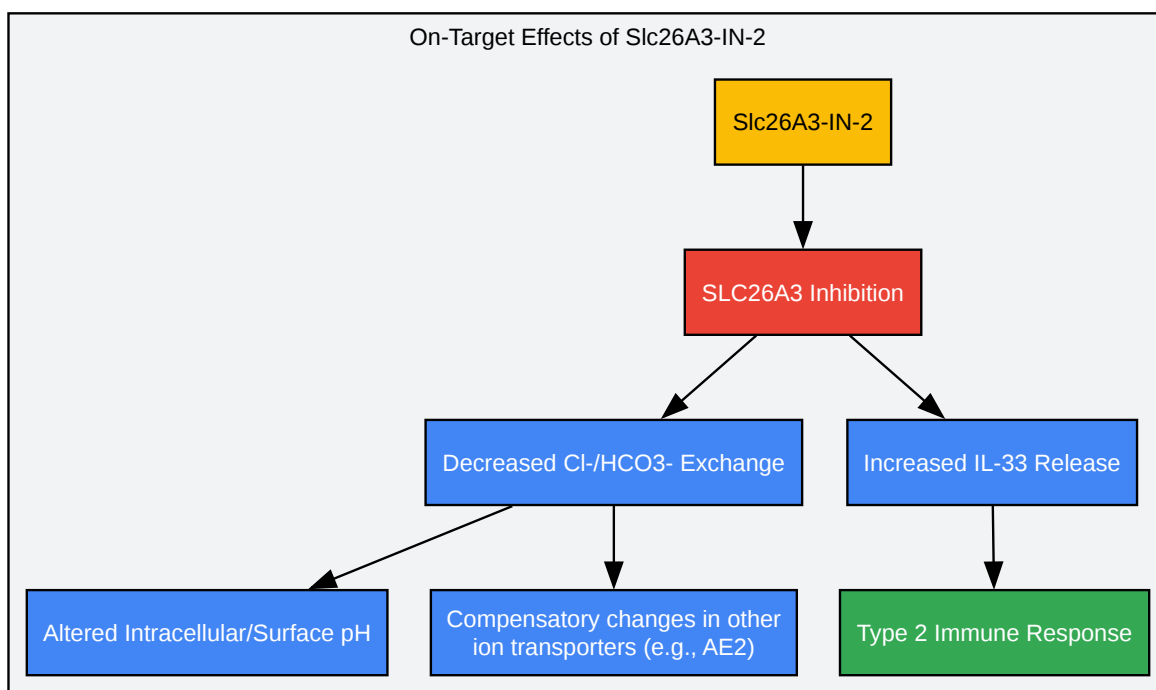 On-Target Effects of Slc26A3-IN-2
Slc26A3-IN-2
SLC26A3 Inhibition
Decreased Cl-/HCO3- Exchange
Increased IL-33 Release
Altered Intracellular/Surface pH
Compensatory changes in other
ion transporters (e.g., AE2)
Type 2 Immune Response